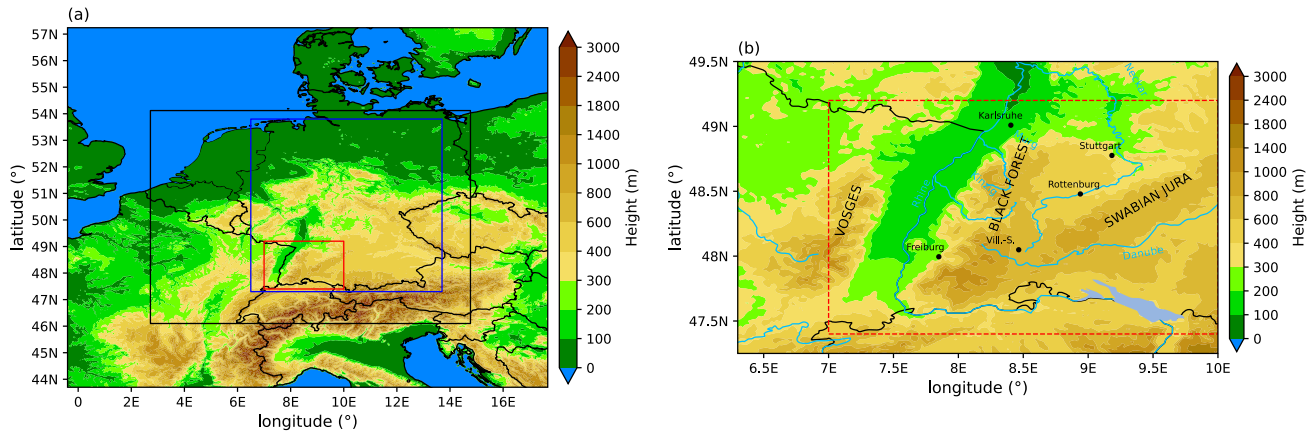 (a)
57N
56N
55N
54N
53N
52N
51N
50N
49N
48N
47N
46N
45N
44N
latitude (°)
0 2E 4E 6E 8E 10E 12E 14E 16E
longitude (°)
3000
2400
1800
1400
1000
800
600
400
300
200
100
0
Height (m)
(b)
49.5N
49N
48.5N
48N
47.5N
latitude (°)
Karlsruhe
Stuttgart
Rottenburg
BLACK FOREST
SWABIAN JURA
VOSGES
Vill.-S.
Freiburg
Danube
6.5E 7E 7.5E 8E 8.5E 9E 9.5E 10E
longitude (°)
3000
2400
1800
1400
1000
800
600
400
300
200
100
0
Height (m)